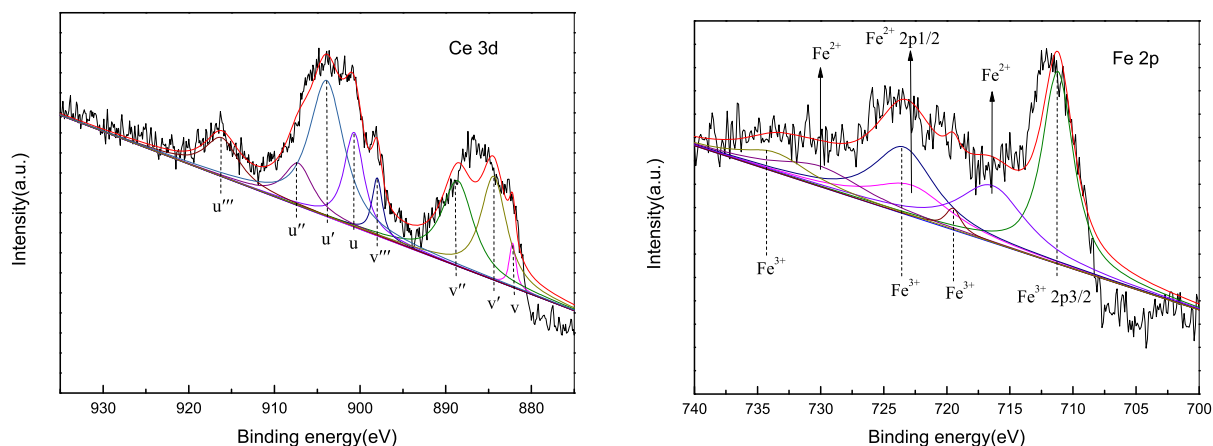 Ce 3d
u′′′
u′′
u′
u
v′′′
v′′
v′
v
Intensity(a.u.)
930
920
910
900
890
880
Binding energy(eV)
Fe 2p
Fe²⁺
Fe²⁺ 2p1/2
Fe²⁺
Fe³⁺
Fe³⁺
Fe³⁺
Fe³⁺ 2p3/2
Intensity(a.u.)
740
735
730
725
720
715
710
705
700
Binding energy(eV)